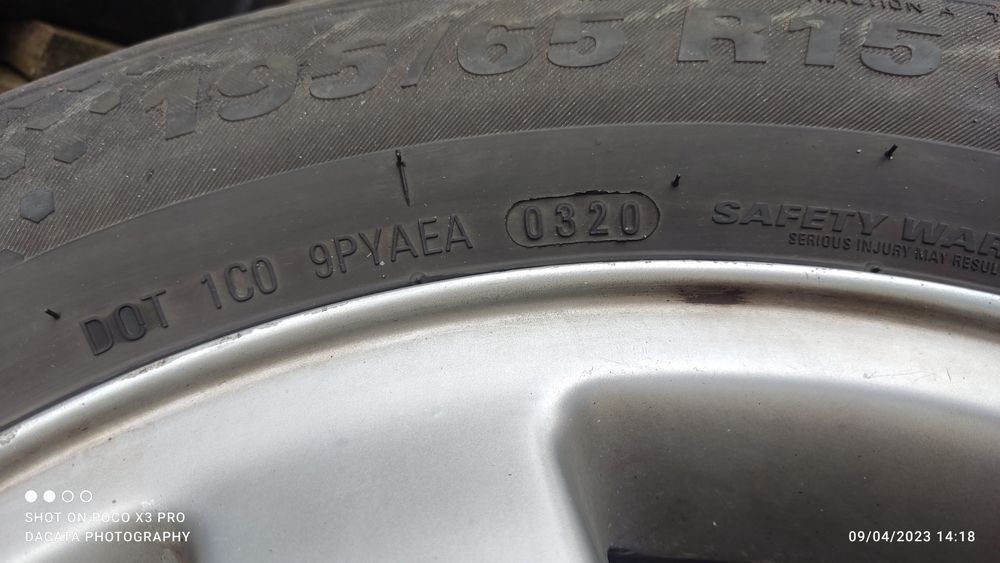 195/65 R15
TRACTION A
DOT 1C0 9PYAEA 0320
SAFETY WAR
SERIOUS INJURY MAY RESUL
SHOT ON POCO X3 PRO
DACATA PHOTOGRAPHY
09/04/2023 14:18